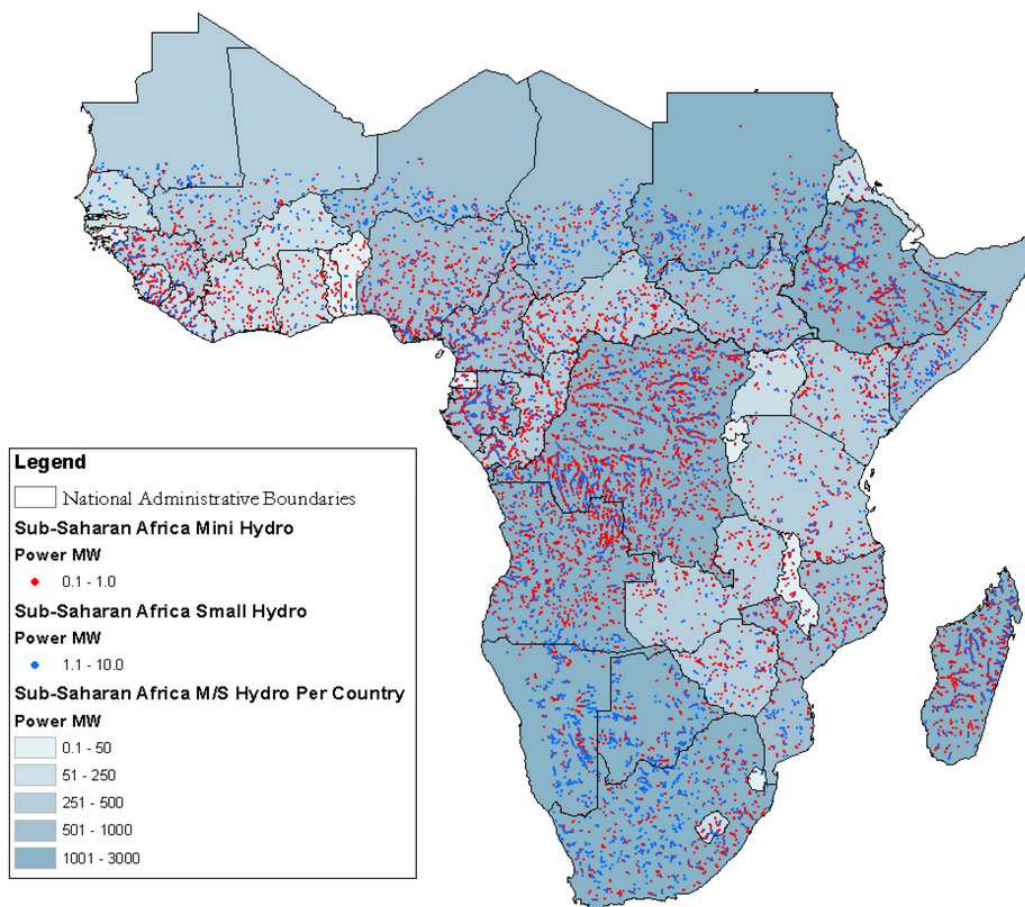 Legend
National Administrative Boundaries
Sub-Saharan Africa Mini Hydro
Power MW
0.1 - 1.0
Sub-Saharan Africa Small Hydro
Power MW
1.1 - 10.0
Sub-Saharan Africa M/S Hydro Per Country
Power MW
0.1 - 50
51 - 250
251 - 500
501 - 1000
1001 - 3000